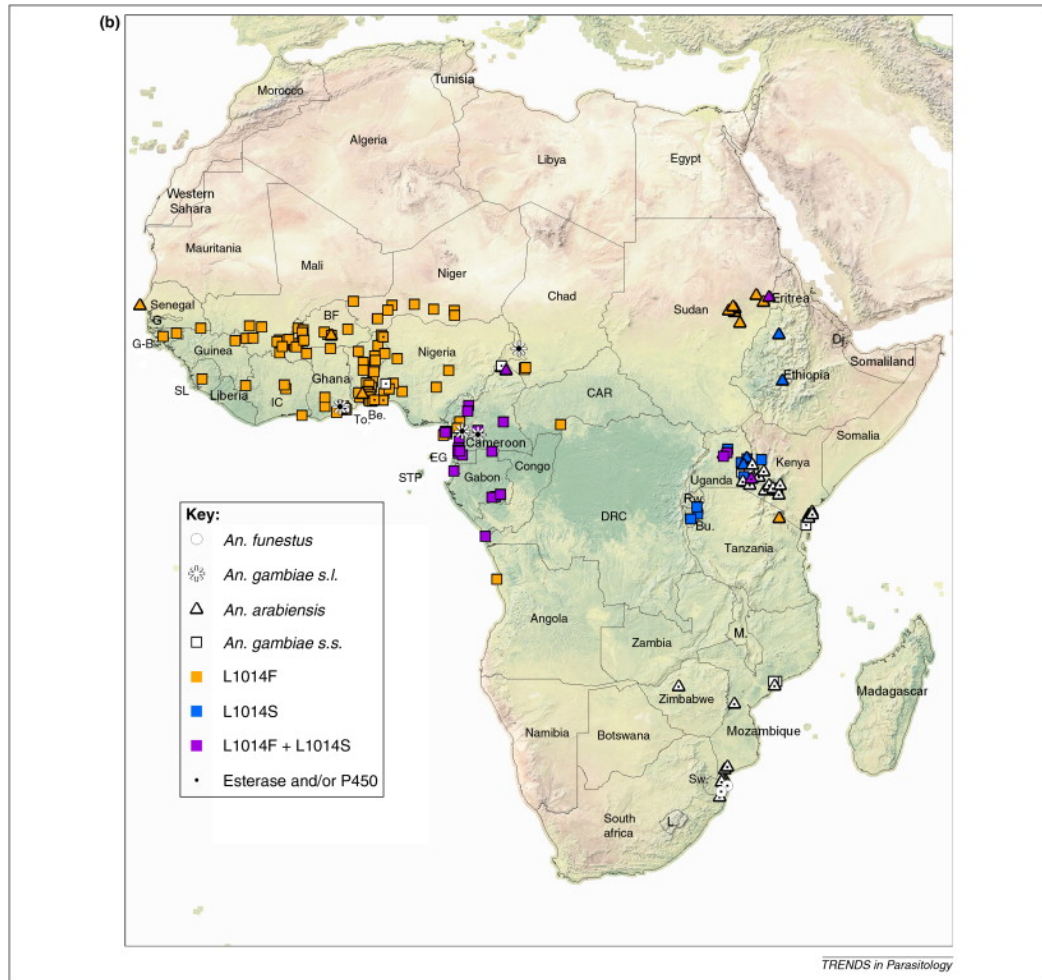 (b)
Tunisia
Morocco
Algeria
Libya
Egypt
Western
Sahara
Mauritania
Mali
Niger
Chad
Sudan
Eritrea
Senegal
G
BF
G-B.
Guinea
Nigeria
Dj.
Somaliland
Ethiopia
SL
Liberia
IC
Ghana
To.
Be.
CAR
Somalia
Cameroon
EG
STP
Gabon
Congo
Uganda
Kenya
DRC
Rw.
Bu.
Tanzania
Key:
An. funestus
An. gambiae s.l.
An. arabiensis
An. gambiae s.s.
L1014F
L1014S
L1014F + L1014S
Esterase and/or P450
Angola
Zambia
M.
Zimbabwe
Madagascar
Namibia
Botswana
Mozambique
Sw.
South
africa
L.
TRENDS in Parasitology